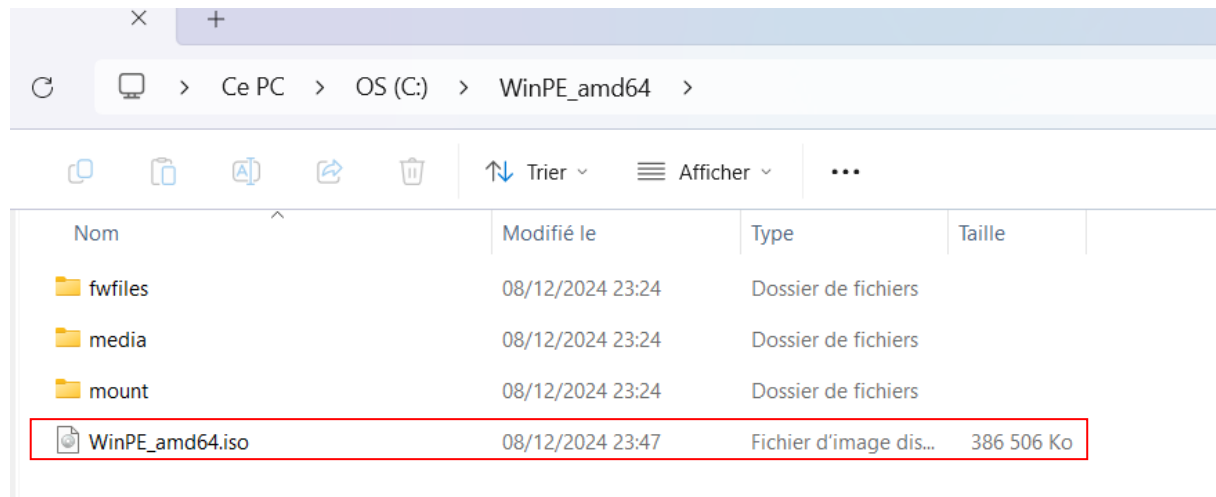 Ce PC > OS (C:) > WinPE_amd64 >
Trier Afficher
Nom Modifié le Type Taille
fwfiles 08/12/2024 23:24 Dossier de fichiers
media 08/12/2024 23:24 Dossier de fichiers
mount 08/12/2024 23:24 Dossier de fichiers
WinPE_amd64.iso 08/12/2024 23:47 Fichier d’image dis... 386 506 Ko